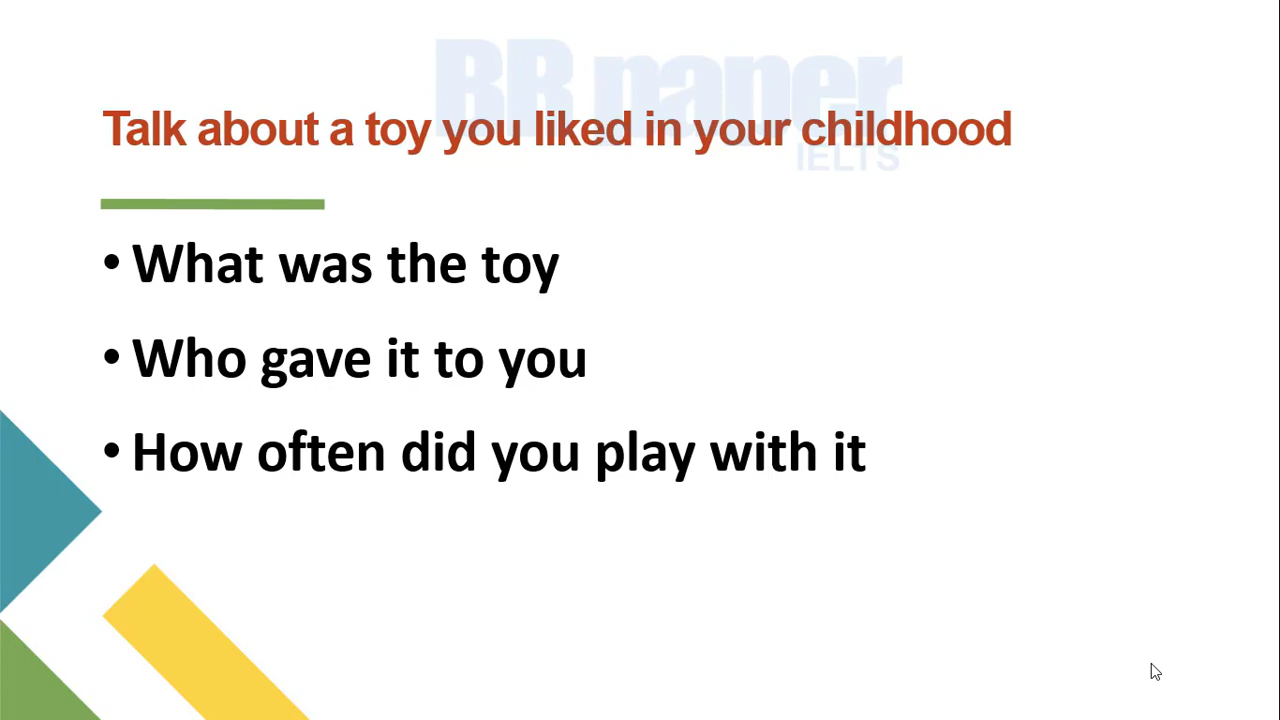 BR paper
IELTS
Talk about a toy you liked in your childhood
• What was the toy
• Who gave it to you
• How often did you play with it